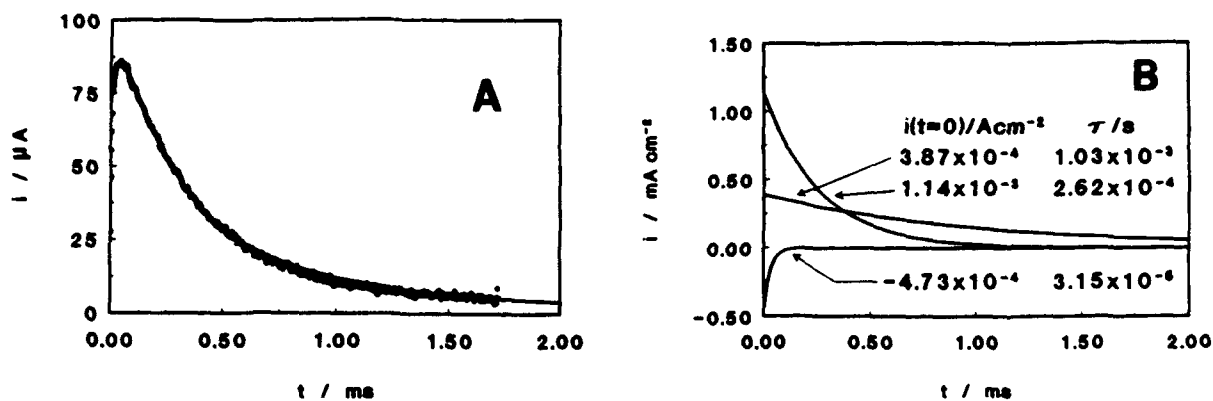 A
i / μA
100
75
50
25
0
0.00 0.50 1.00 1.50 2.00
t / ms
B
i / mA cm⁻²
1.50
1.00
0.50
0.00
-0.50
i(t=0)/Acm⁻² τ/s
3.87x10⁻⁴ 1.03x10⁻³
1.14x10⁻³ 2.62x10⁻⁴
-4.73x10⁻⁴ 3.15x10⁻⁵
0.00 0.50 1.00 1.50 2.00
t / ms